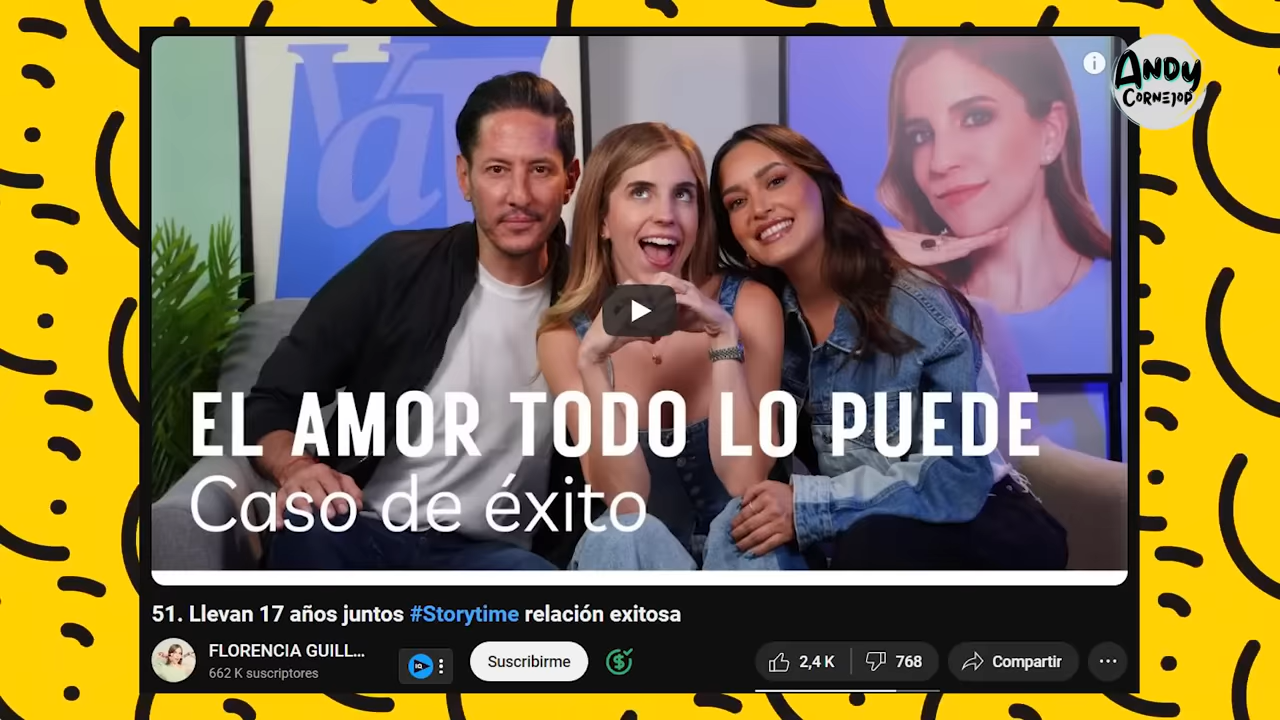 VaT
ANDY
CORNEJOP
EL AMOR TODO LO PUEDE
Caso de éxito
51. Llevan 17 años juntos #Storytime relación exitosa
FLORENCIA GUILL...
662 K suscriptores
Suscribirme
2,4 K
768
Compartir